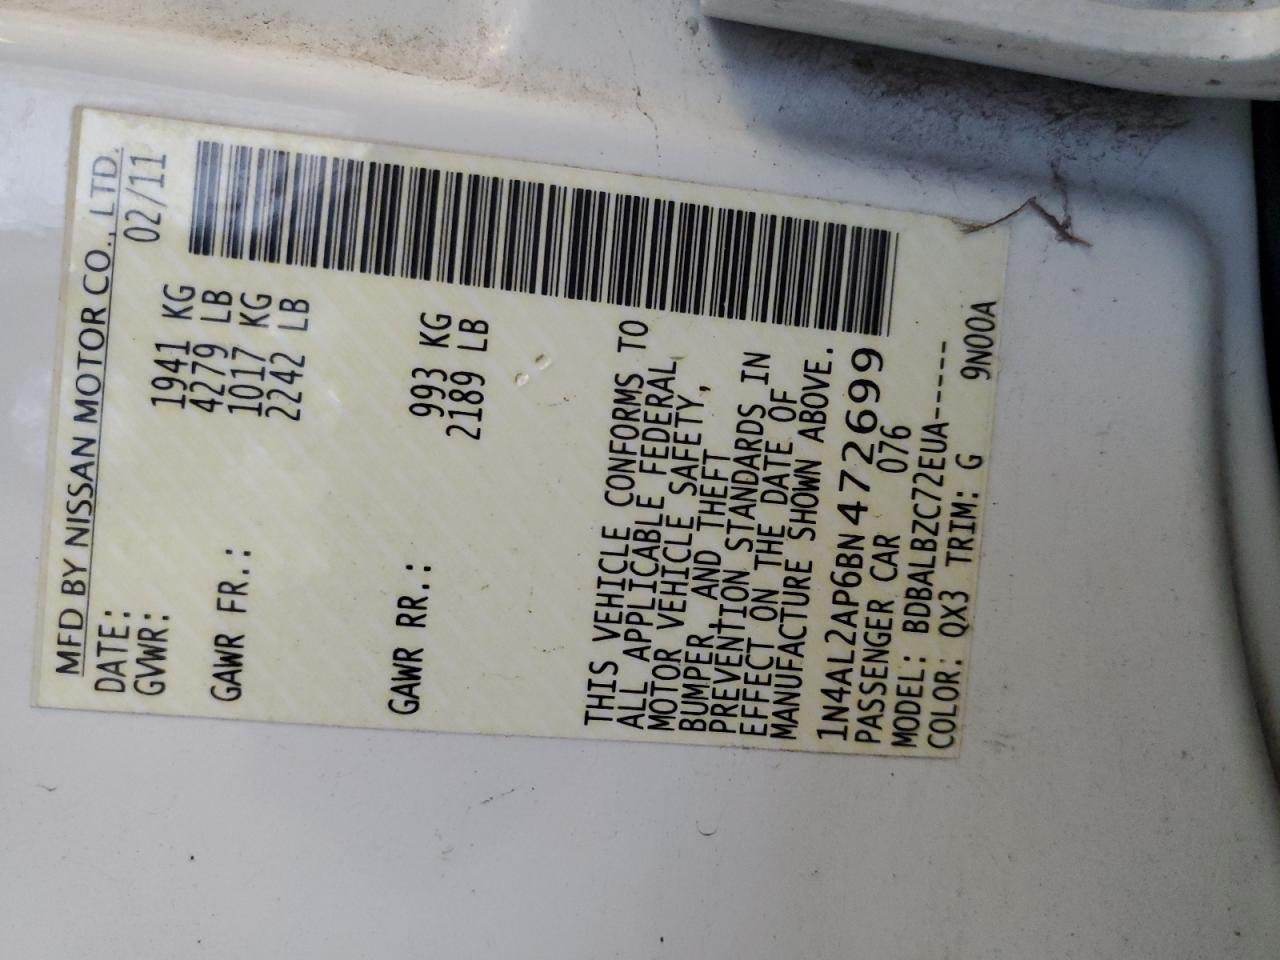 MFD BY NISSAN MOTOR CO., LTD.
DATE: 02/11
GVWR: 1941 KG
4279 LB
GAWR FR.: 1017 KG
2242 LB
GAWR RR.: 993 KG
2189 LB
THIS VEHICLE CONFORMS TO
ALL APPLICABLE FEDERAL
MOTOR VEHICLE SAFETY,
BUMPER, AND THEFT
PREVENTION STANDARDS IN
EFFECT ON THE DATE OF
MANUFACTURE SHOWN ABOVE.
1N4AL2AP6BN472699
PASSENGER CAR 076
MODEL: BDBALBZC72EUA-----
COLOR: QX3 TRIM: G 9N00A